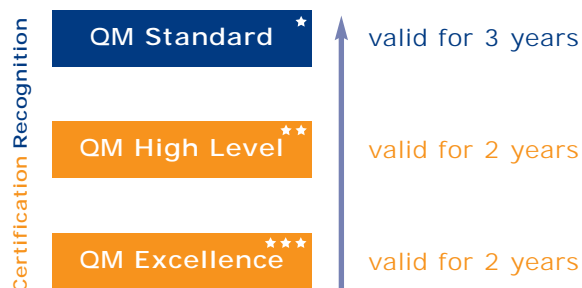 Certification Recognition
QM Standard
valid for 3 years
QM High Level
valid for 2 years
QM Excellence
valid for 2 years